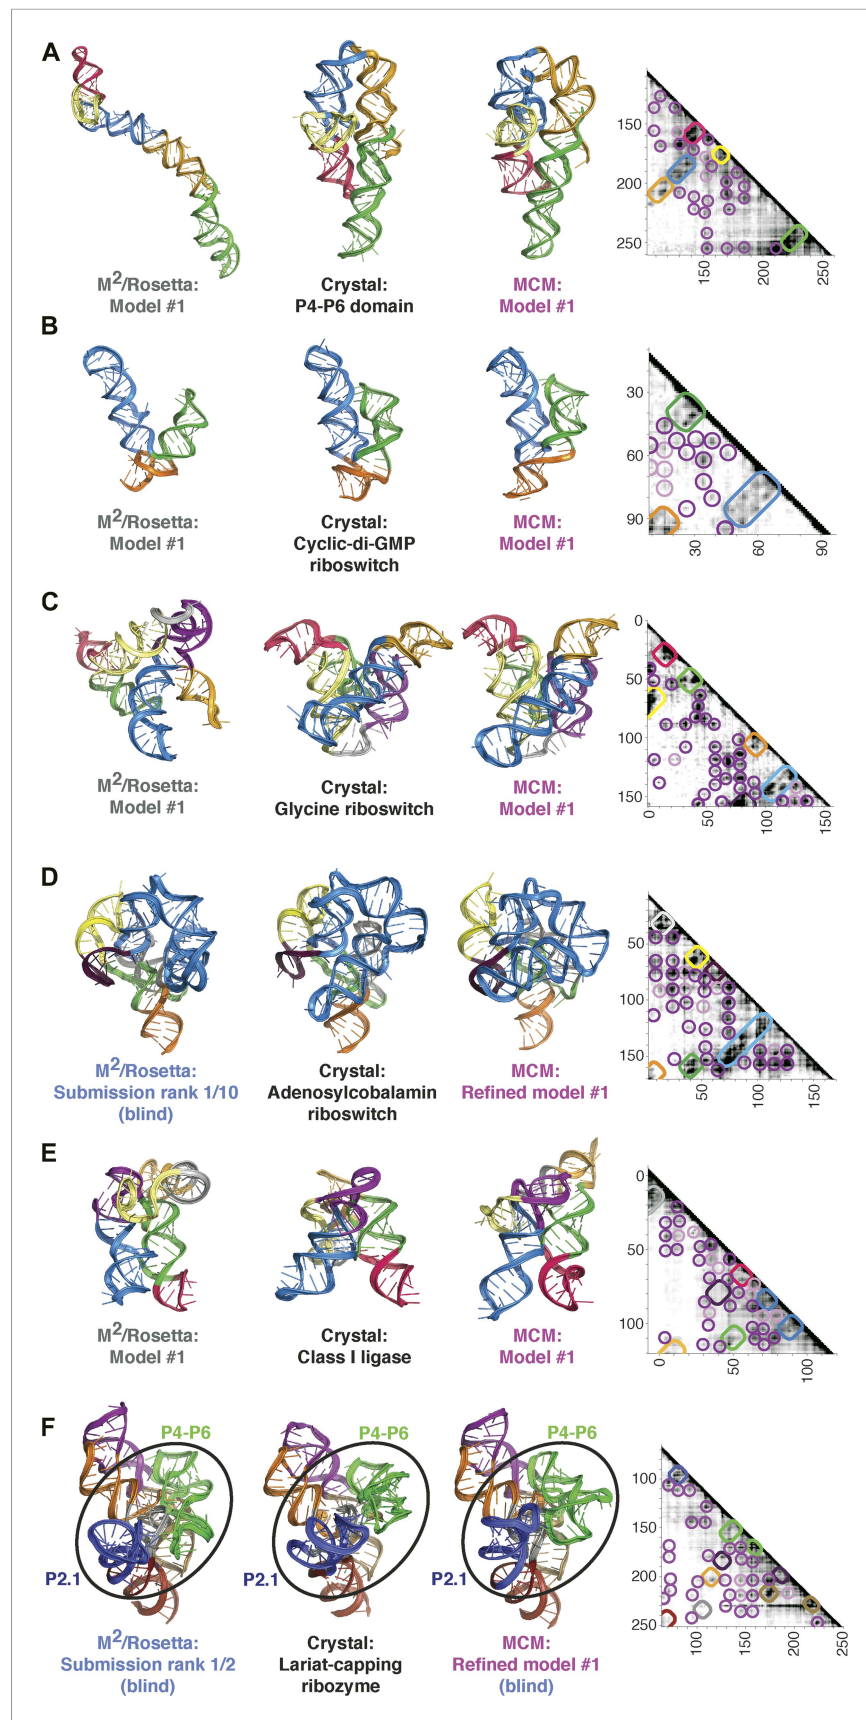 A
M2/Rosetta:
Model #1
Crystal:
P4-P6 domain
MCM:
Model #1
150
200
250
150
200
250
B
M2/Rosetta:
Model #1
Crystal:
Cyclic-di-GMP
riboswitch
MCM:
Model #1
30
60
90
30
60
90
C
M2/Rosetta:
Model #1
Crystal:
Glycine riboswitch
MCM:
Model #1
0
50
100
150
0
50
100
150
D
M2/Rosetta:
Submission rank 1/10
(blind)
Crystal:
Adenosylcobalamin
riboswitch
MCM:
Refined model #1
50
100
150
50
100
150
E
M2/Rosetta:
Model #1
Crystal:
Class I ligase
MCM:
Model #1
0
50
100
0
50
100
F
P4-P6
P2.1
M2/Rosetta:
Submission rank 1/2
(blind)
P4-P6
P2.1
Crystal:
Lariat-capping
ribozyme
P4-P6
P2.1
MCM:
Refined model #1
(blind)
100
150
200
250
100
150
200
250